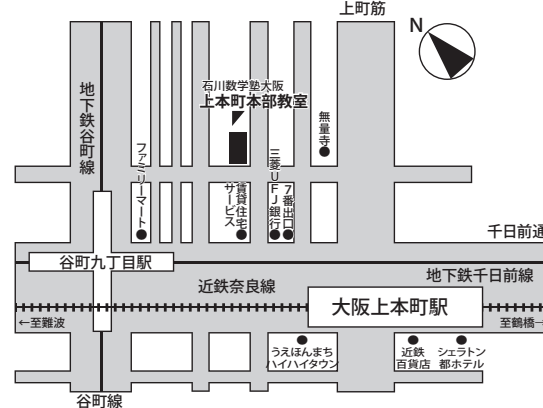 上町筋
N
石川数学塾大阪
上本町本部教室
地下鉄谷町線
ファミリーマート
無量寺
賃貸住宅
サービス
三菱UFJ銀行
7番出口
千日前通
谷町九丁目駅
地下鉄千日前線
近鉄奈良線
大阪上本町駅
←至難波
至鶴橋→
うえほんまち
ハイハイタウン
近鉄
百貨店
シェラトン
都ホテル
谷町線